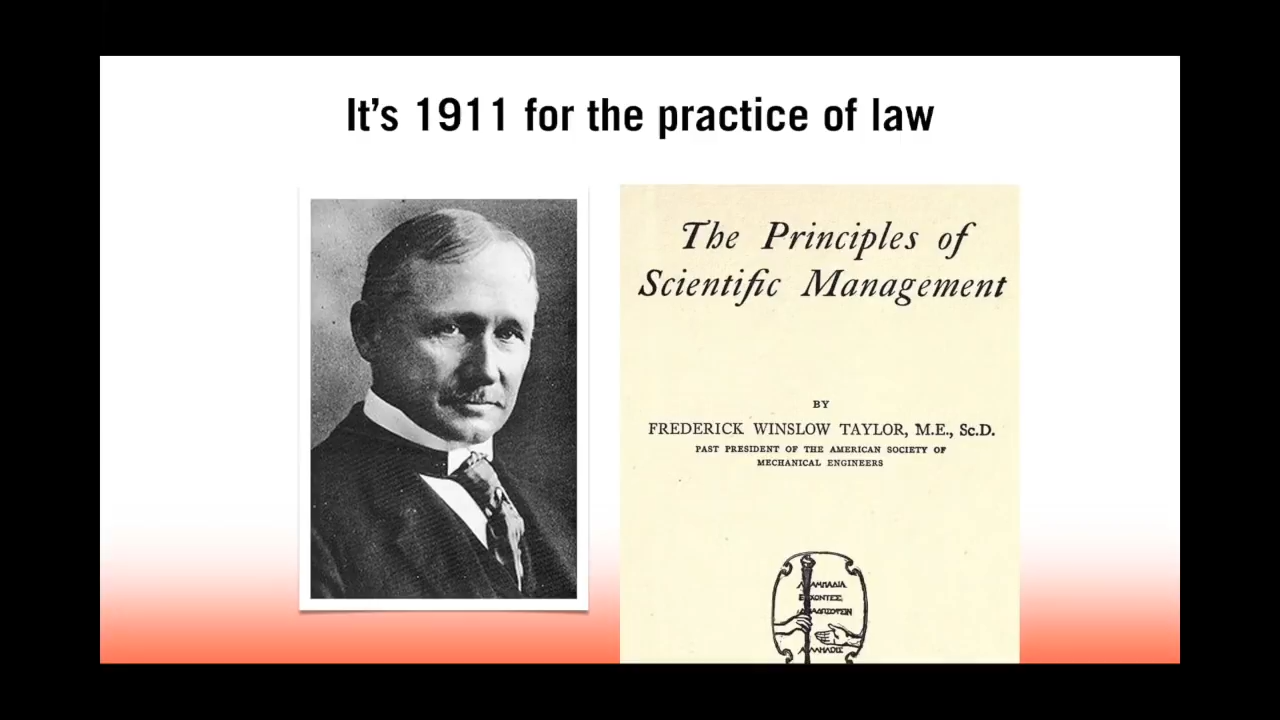 It's 1911 for the practice of law
The Principles of
Scientific Management
BY
FREDERICK WINSLOW TAYLOR, M.E., Sc.D.
PAST PRESIDENT OF THE AMERICAN SOCIETY OF
MECHANICAL ENGINEERS